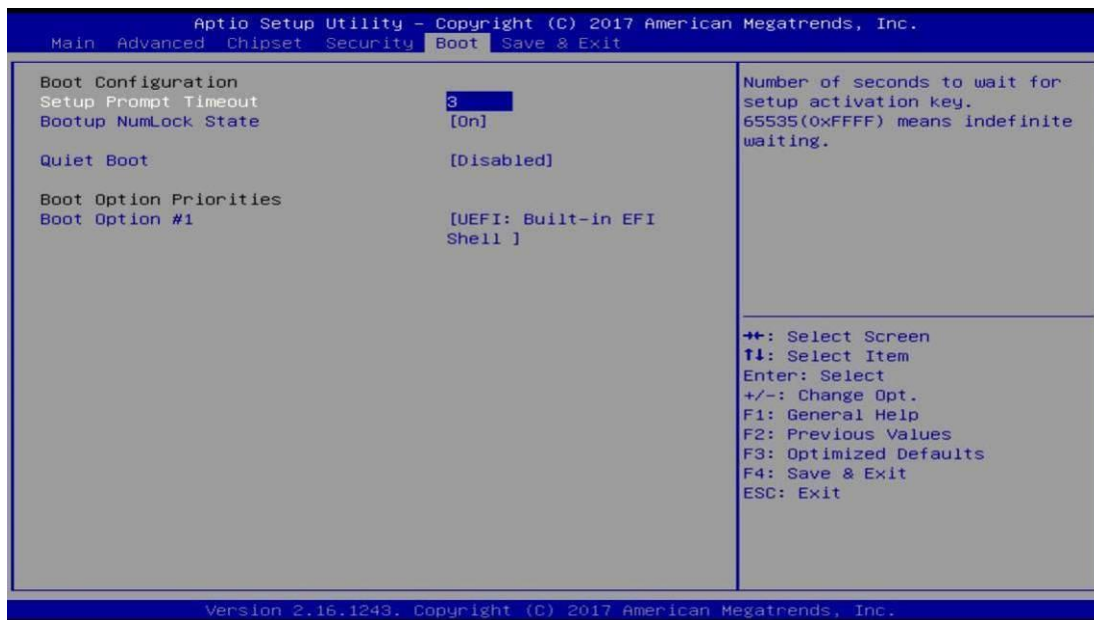 Aptio Setup Utility – Copyright (C) 2017 American Megatrends, Inc.
Main Advanced Chipset Security Boot Save & Exit
Boot Configuration
Setup Prompt Timeout 3
Bootup NumLock State [On]
Quiet Boot [Disabled]
Boot Option Priorities
Boot Option #1 [UEFI: Built-in EFI
Shell ]
Number of seconds to wait for
setup activation key.
65535(0xFFFF) means indefinite
waiting.
→←: Select Screen
↑↓: Select Item
Enter: Select
+/-: Change Opt.
F1: General Help
F2: Previous Values
F3: Optimized Defaults
F4: Save & Exit
ESC: Exit
Version 2.16.1243. Copyright (C) 2017 American Megatrends, Inc.